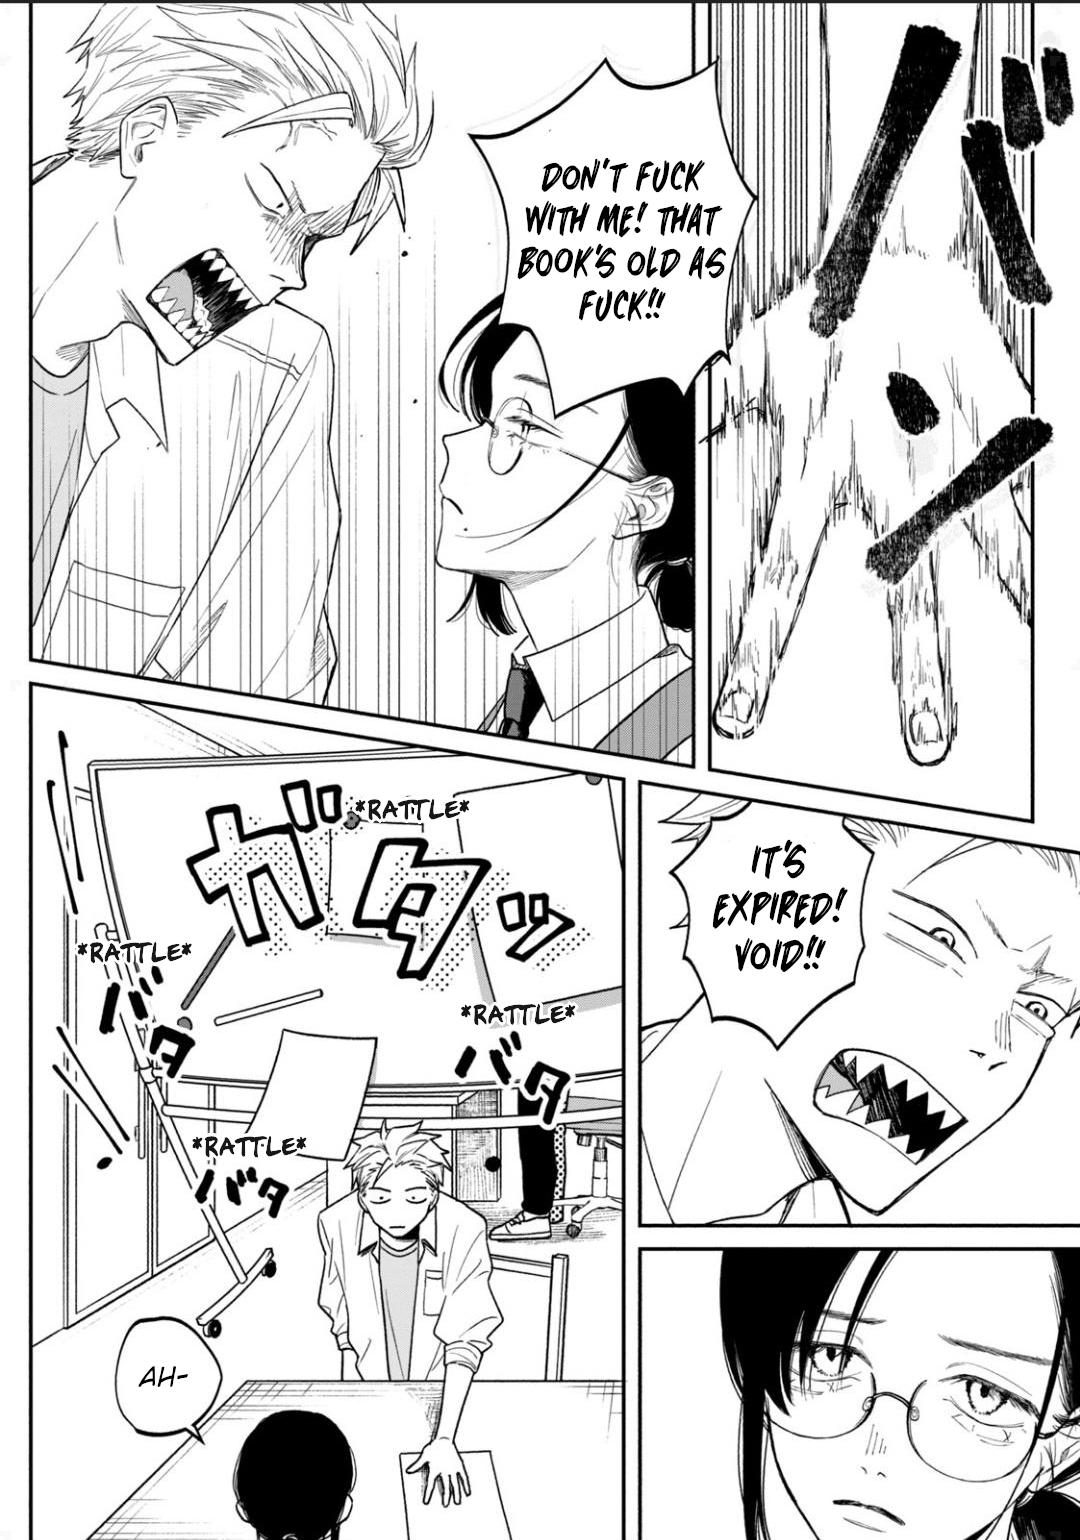 バン
DON'T FUCK
WITH ME! THAT
BOOK'S OLD AS
FUCK!!
IT'S
EXPIRED!
VOID!!
ガタッ
*RATTLE*
*RATTLE*
バタ
*RATTLE*
バタ
*RATTLE*
バタ
AH-